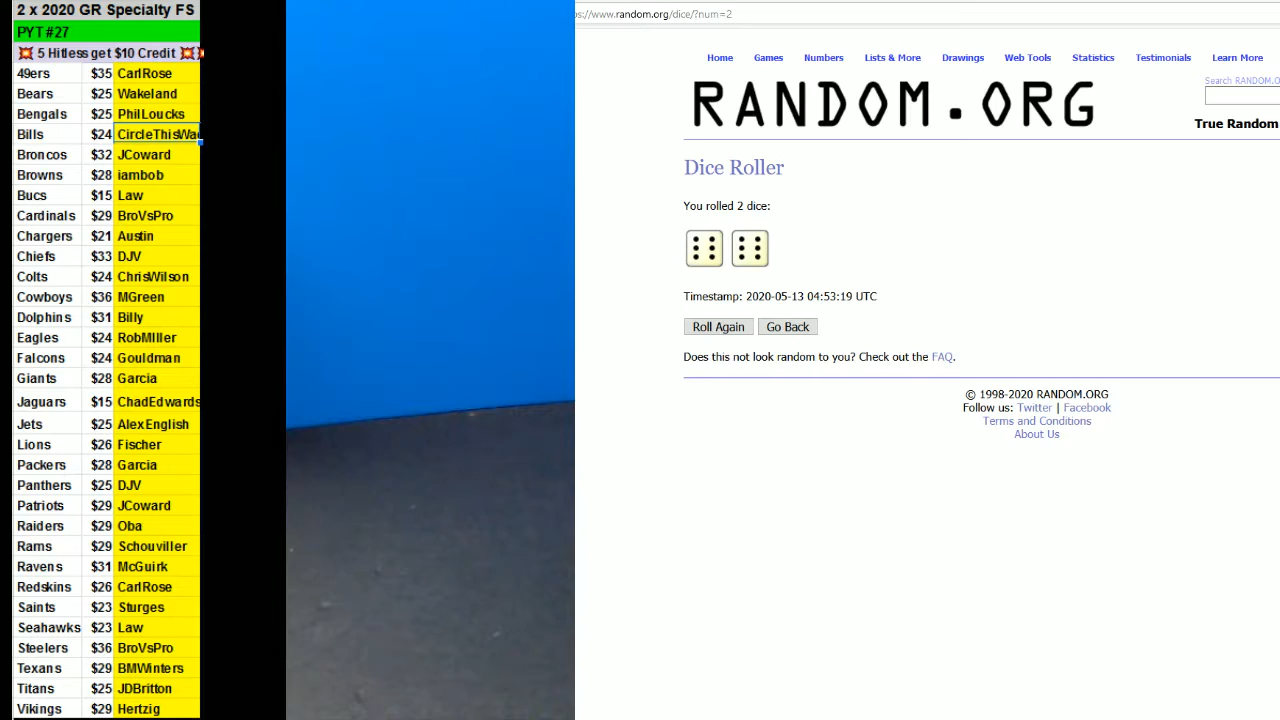 2 x 2020 GR Specialty FS
PYT #27
5 Hitless get $10 Credit
49ers $35 CarlRose
Bears $25 Wakeland
Bengals $25 PhilLoucks
Bills $24 CircleThisWa
Broncos $32 JCoward
Browns $28 iambob
Bucs $15 Law
Cardinals $29 BroVsPro
Chargers $21 Austin
Chiefs $33 DJV
Colts $24 ChrisWilson
Cowboys $36 MGreen
Dolphins $31 Billy
Eagles $24 RobMIller
Falcons $24 Gouldman
Giants $28 Garcia
Jaguars $15 ChadEdwards
Jets $25 AlexEnglish
Lions $26 Fischer
Packers $28 Garcia
Panthers $25 DJV
Patriots $29 JCoward
Raiders $29 Oba
Rams $29 Schouviller
Ravens $31 McGuirk
Redskins $26 CarlRose
Saints $23 Sturges
Seahawks $23 Law
Steelers $36 BroVsPro
Texans $29 BMWinters
Titans $25 JDBritton
Vikings $29 Hertzig
ps://www.random.org/dice/?num=2
Home Games Numbers Lists & More Drawings Web Tools Statistics Testimonials Learn More
Search RANDOM.O
RANDOM.ORG
True Random
Dice Roller
You rolled 2 dice:
Timestamp: 2020-05-13 04:53:19 UTC
Roll Again Go Back
Does this not look random to you? Check out the FAQ.
© 1998-2020 RANDOM.ORG
Follow us: Twitter | Facebook
Terms and Conditions
About Us